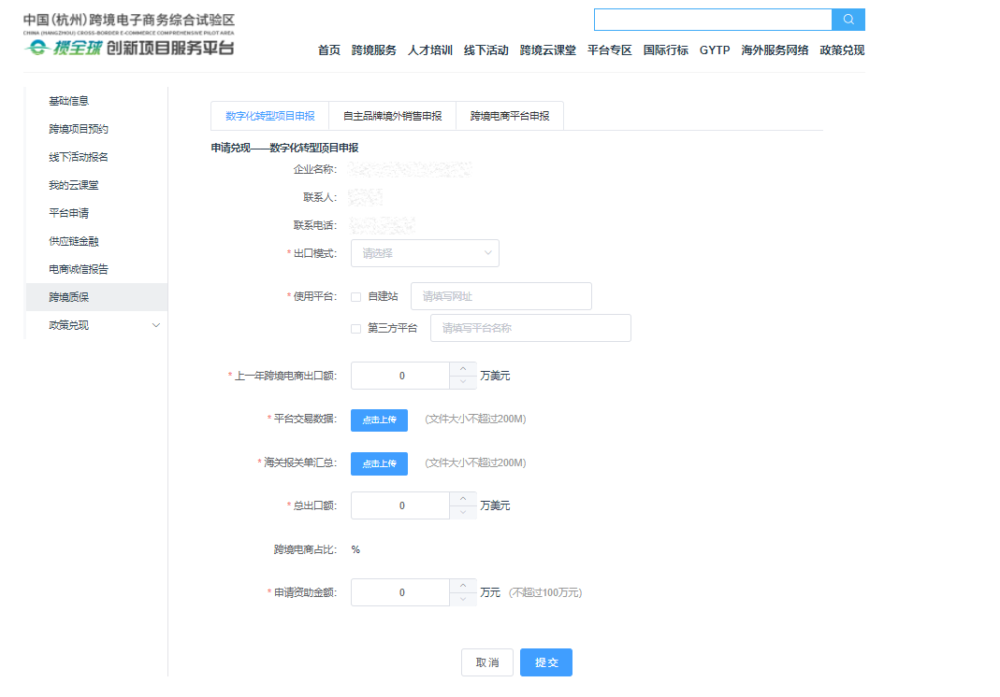 中国(杭州)跨境电子商务综合试验区
CHINA (HANGZHOU) CROSS-BORDER E-COMMERCE COMPREHENSIVE PILOT AREA
揽全球 创新项目服务平台
首页 跨境服务 人才培训 线下活动 跨境云课堂 平台专区 国际行标 GYTP 海外服务网络 政策兑现
基础信息
跨境项目预约
线下活动报名
我的云课堂
平台申请
供应链金融
电商诚信报告
跨境质保
政策兑现
数字化转型项目申报 自主品牌境外销售申报 跨境电商平台申报
申请兑现——数字化转型项目申报
企业名称:
联系人:
联系电话:
* 出口模式: 请选择
* 使用平台: 自建站 请填写网址
第三方平台 请填写平台名称
* 上一年跨境电商出口额: 0 万美元
* 平台交易数据: 点击上传 (文件大小不超过200M)
* 海关报关单汇总: 点击上传 (文件大小不超过200M)
* 总出口额: 0 万美元
跨境电商占比: %
* 申请资助金额: 0 万元 (不超过100万元)
取消 提交